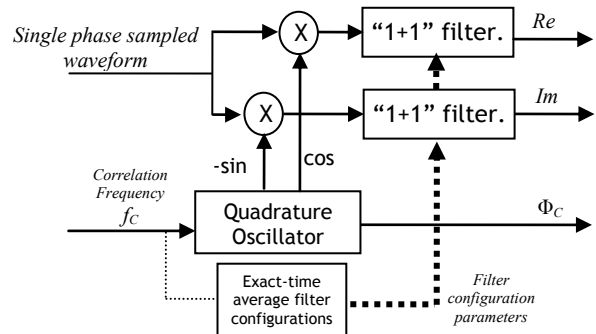 Single phase sampled
waveform
X
"1+1" filter.
Re
X
"1+1" filter.
Im
-sin
cos
Correlation
Frequency
fC
Quadrature
Oscillator
ΦC
Exact-time
average filter
configurations
Filter
configuration
parameters